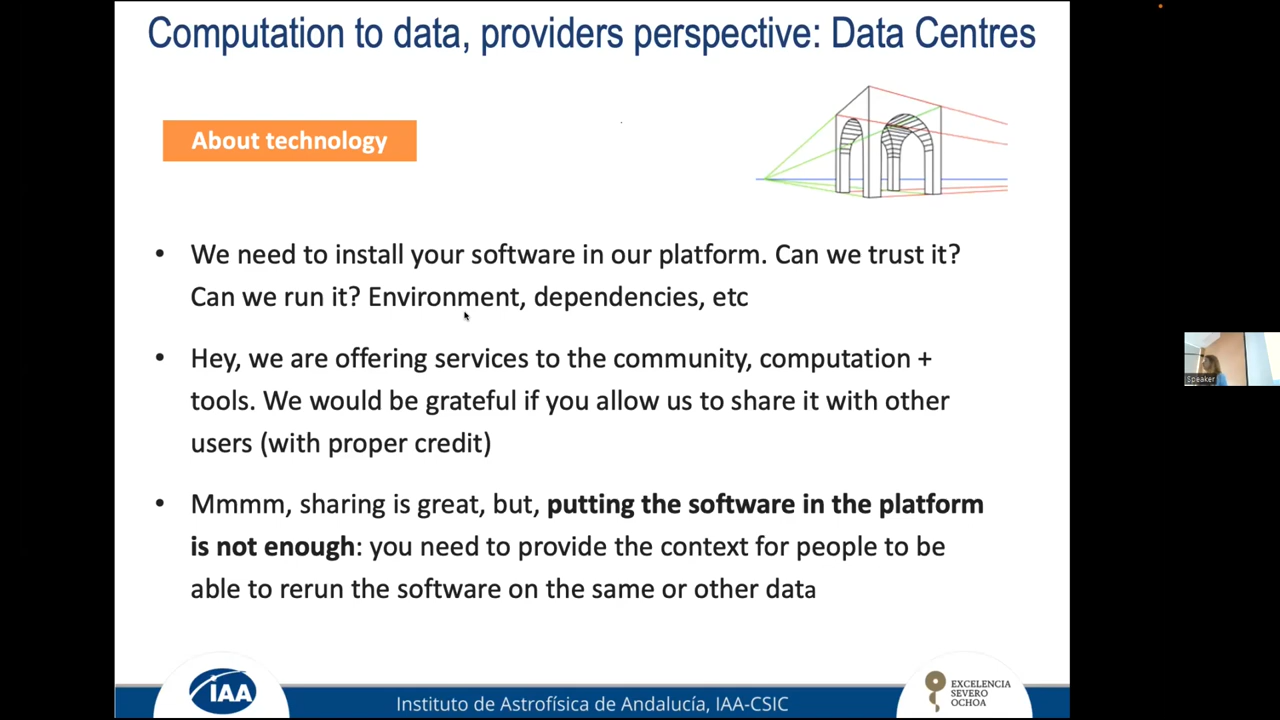 Computation to data, providers perspective: Data Centres
About technology
• We need to install your software in our platform. Can we trust it?
Can we run it? Environment, dependencies, etc
• Hey, we are offering services to the community, computation +
tools. We would be grateful if you allow us to share it with other
users (with proper credit)
• Mmmm, sharing is great, but, putting the software in the platform
is not enough: you need to provide the context for people to be
able to rerun the software on the same or other data
Speaker
IAA
Instituto de Astrofísica de Andalucía, IAA-CSIC
EXCELENCIA
SEVERO
OCHOA